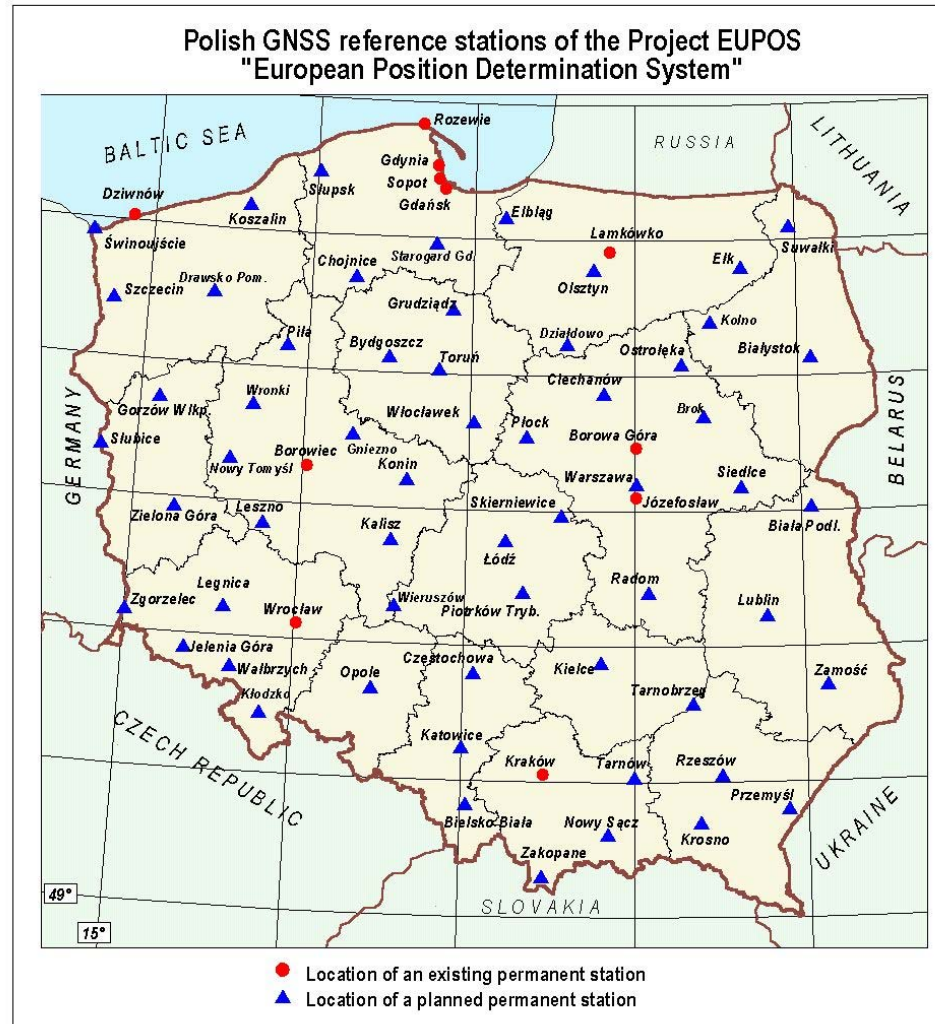 Polish GNSS reference stations of the Project EUPOS
"European Position Determination System"
BALTIC SEA
Rozewie
RUSSIA
LITHUANIA
Gdynia
Sopot
Gdańsk
Słupsk
Dziwnów
Koszalin
Elbląg
Świnoujście
Lamkówko
Suwałki
Starogard Gd.
Chojnice
Ełk
Szczecin
Drawsko Pom.
Olsztyn
Grudziądz
Kolno
Piła
Bydgoszcz
Działdowo
Ostrołęka
Białystok
Toruń
Ciechanów
Wronki
Gorzów Wlkp.
Włocławek
Brok
GERMANY
BELARUS
Słubice
Płock
Borowa Góra
Gniezno
Borowiec
Nowy Tomyśl
Konin
Warszawa
Siedice
Skierniewice
Józefosław
Zielona Góra
Leszno
Kalisz
Biała Podl.
Łódź
Legnica
Radom
Zgorzelec
Wrocław
Wieruszów
Piotrków Tryb.
Lublin
Jelenia Góra
Wałbrzych
Częstochowa
Opole
Kielce
Zamość
Kłodzko
Tarnobrzeg
CZECH REPUBLIC
Katowice
Kraków
Tarnów
Rzeszów
Przemyśl
UKRAINE
Bielsko-Biała
Nowy Sącz
Krosno
Zakopane
49°
SLOVAKIA
15°
Location of an existing permanent station
Location of a planned permanent station